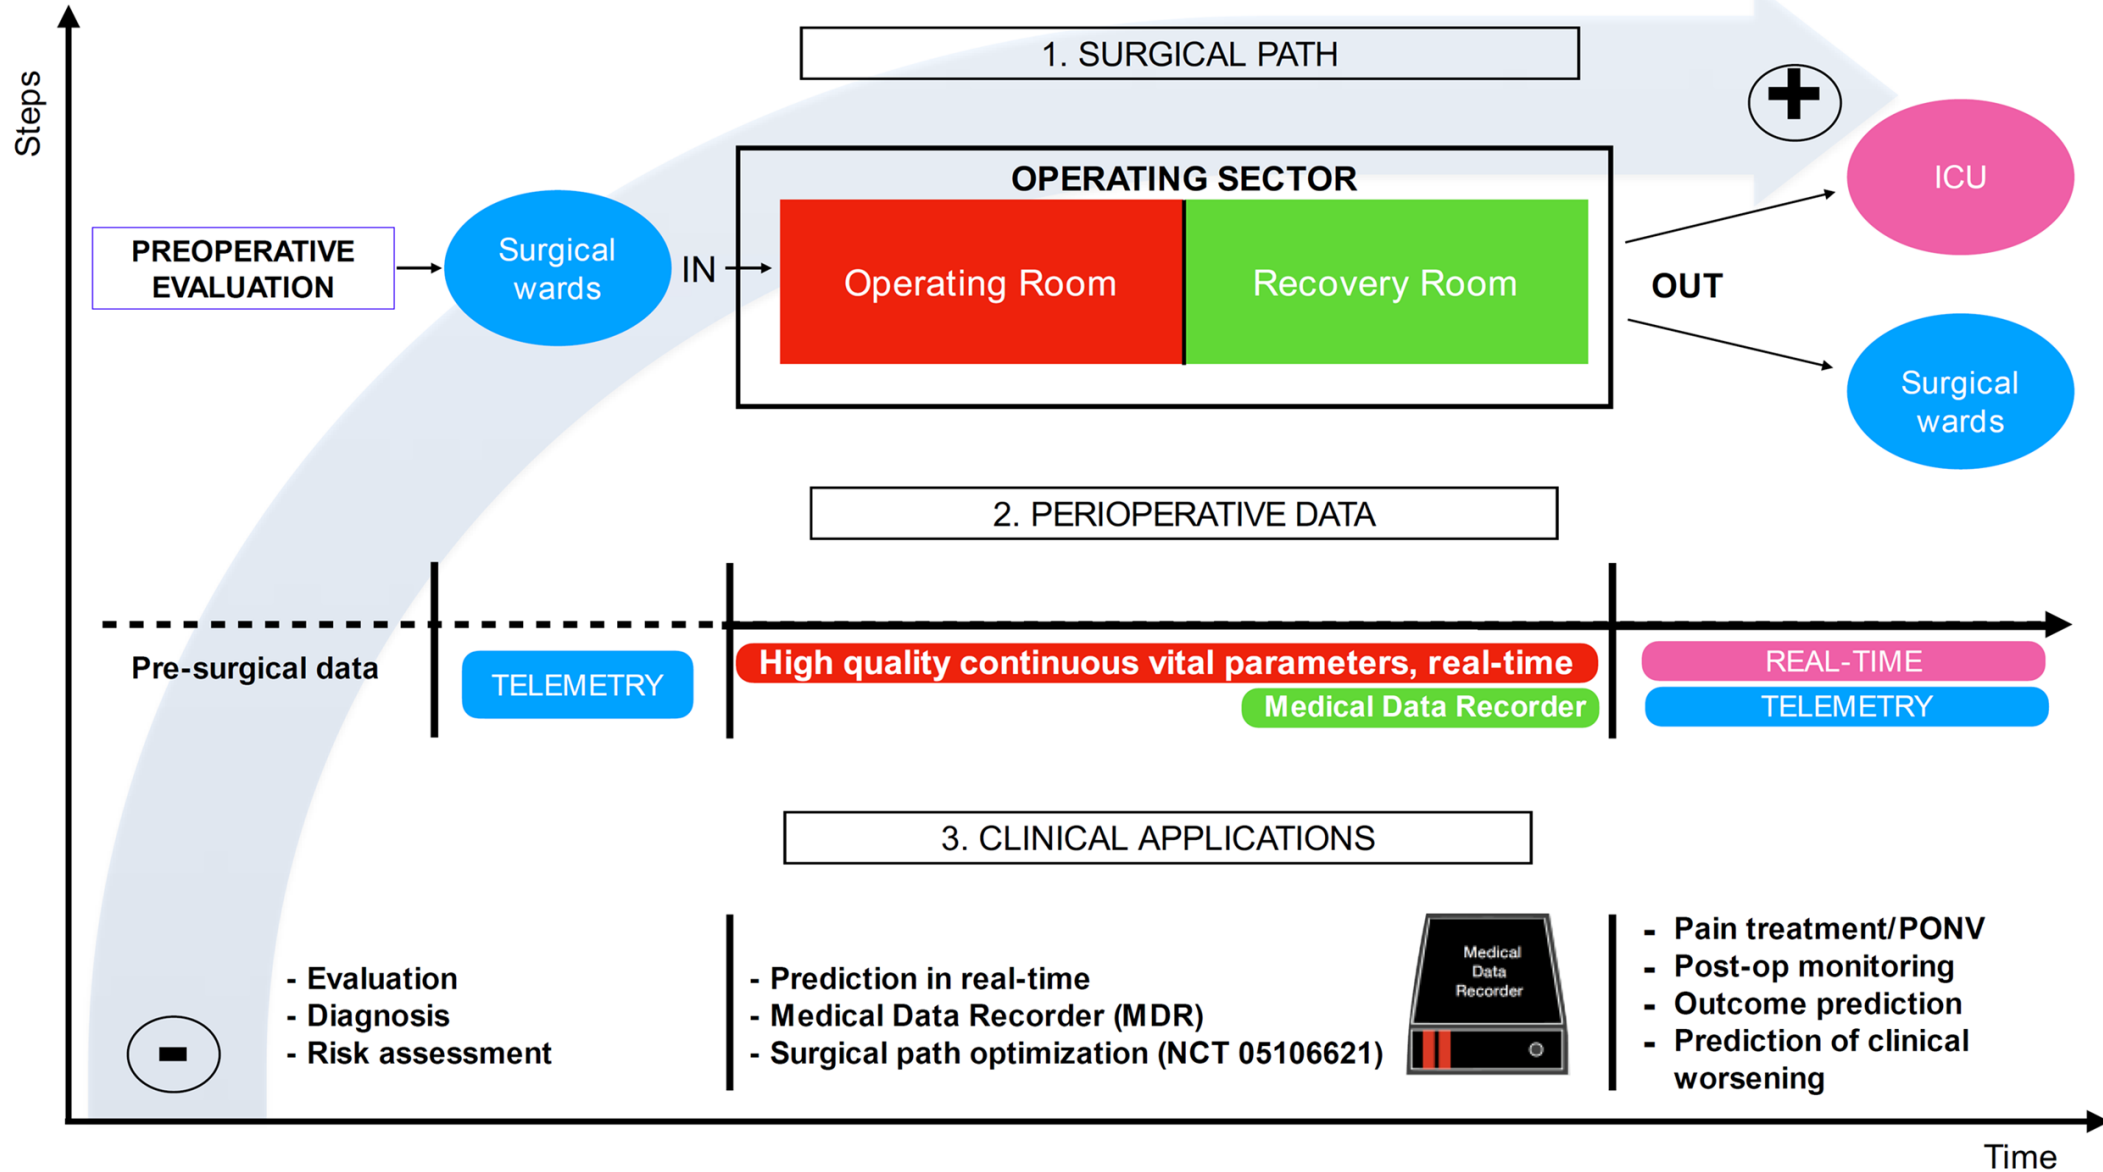 Steps
1. SURGICAL PATH
+
OPERATING SECTOR
PREOPERATIVE
EVALUATION
Surgical
wards
IN
Operating Room
Recovery Room
OUT
ICU
Surgical
wards
2. PERIOPERATIVE DATA
Pre-surgical data
TELEMETRY
High quality continuous vital parameters, real-time
Medical Data Recorder
REAL-TIME
TELEMETRY
3. CLINICAL APPLICATIONS
-
- Evaluation
- Diagnosis
- Risk assessment
- Prediction in real-time
- Medical Data Recorder (MDR)
- Surgical path optimization (NCT 05106621)
Medical
Data
Recorder
- Pain treatment/PONV
- Post-op monitoring
- Outcome prediction
- Prediction of clinical
worsening
Time